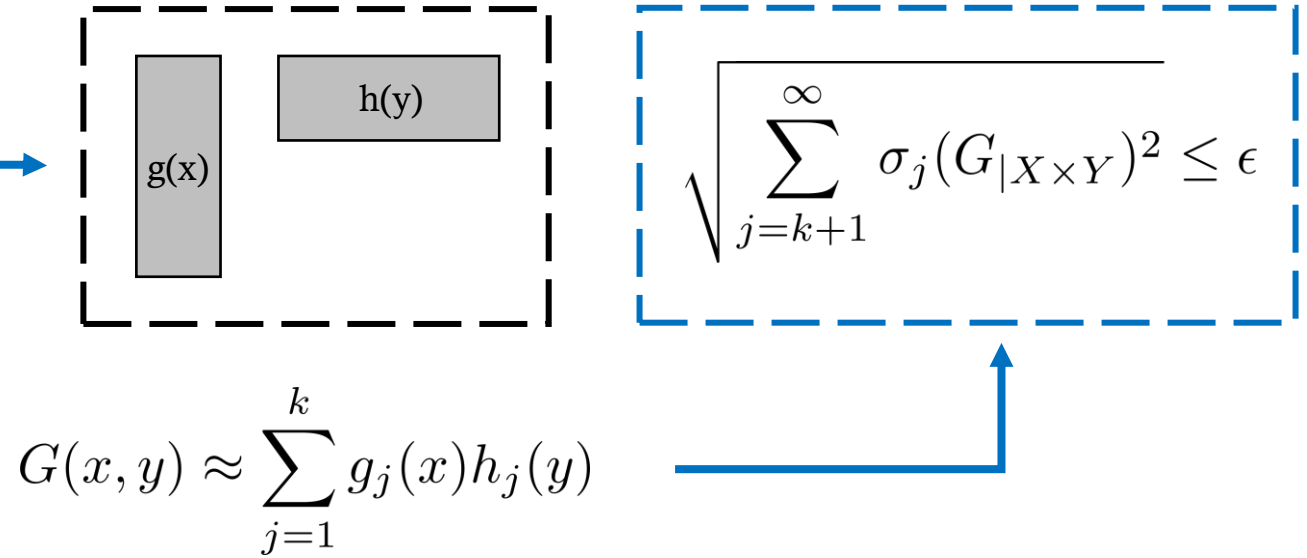 g(x)
h(y)
$\sqrt{\sum_{j=k+1}^{\infty} \sigma_j(G_{|X \times Y})^2} \leq \epsilon$
$G(x, y) \approx \sum_{j=1}^{k} g_j(x)h_j(y)$